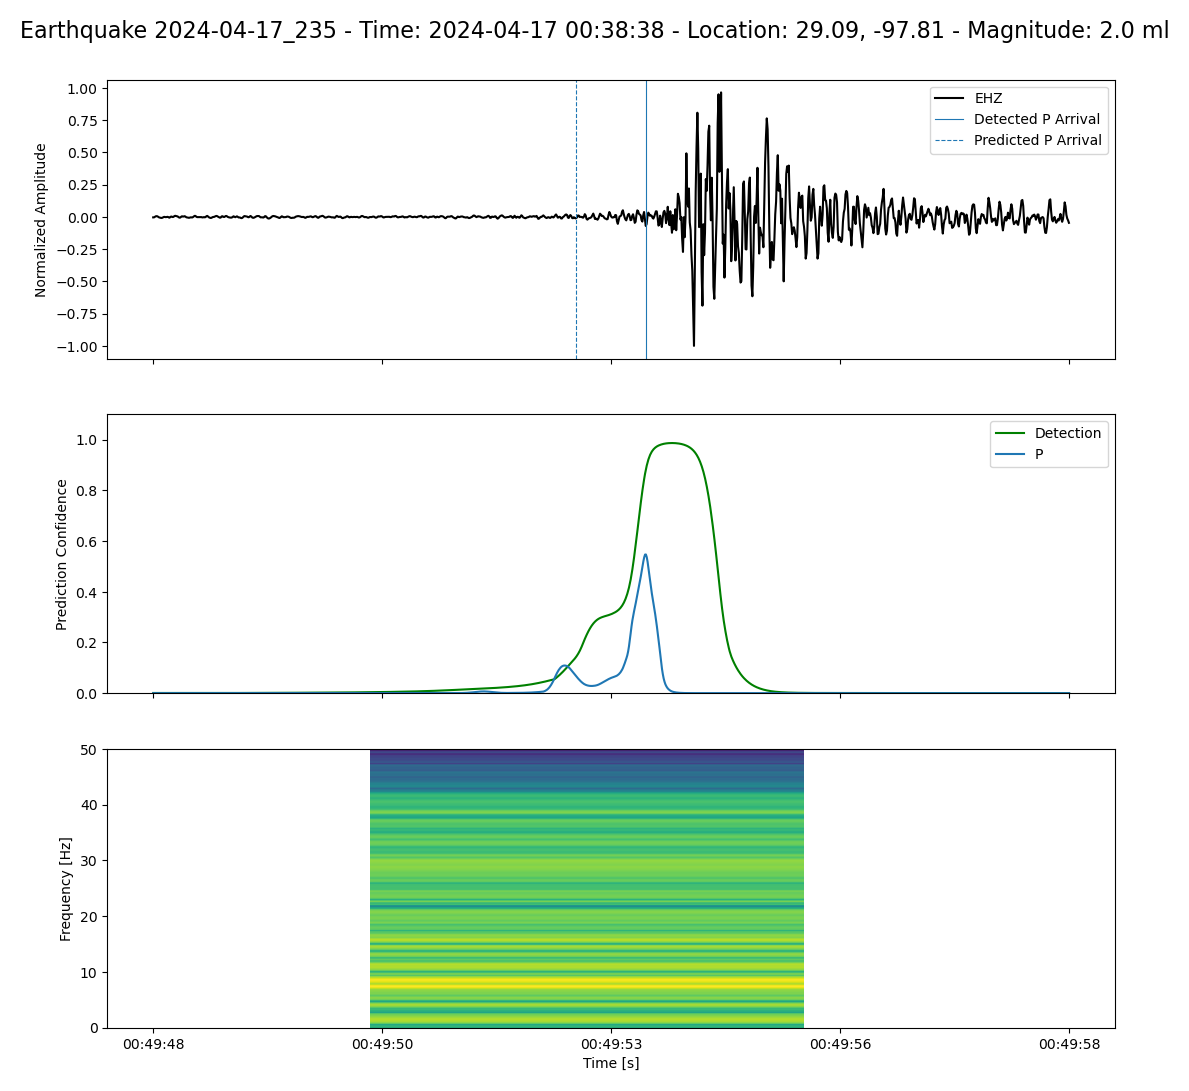 Earthquake 2024-04-17_235 - Time: 2024-04-17 00:38:38 - Location: 29.09, -97.81 - Magnitude: 2.0 ml
Normalized Amplitude
1.00
0.75
0.50
0.25
0.00
−0.25
−0.50
−0.75
−1.00
EHZ
Detected P Arrival
Predicted P Arrival
Prediction Confidence
1.0
0.8
0.6
0.4
0.2
0.0
Detection
P
Frequency [Hz]
50
40
30
20
10
0
00:49:48 00:49:50 00:49:53 00:49:56 00:49:58
Time [s]